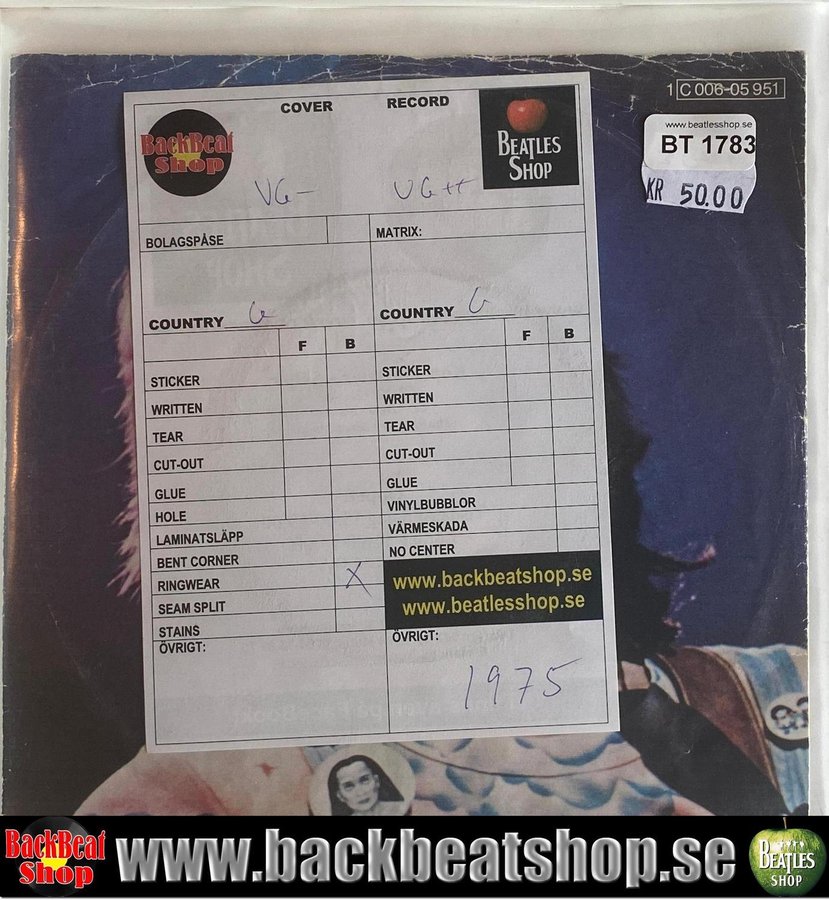 1 C 006-05 951
www.beatlesshop.se
BT 1783
KR 50.00
COVER RECORD
BackBeat
Shop
BEATLES
SHOP
VG- VG++
BOLAGSPÅSE MATRIX:
COUNTRY G COUNTRY G
F B F B
STICKER STICKER
WRITTEN WRITTEN
TEAR TEAR
CUT-OUT CUT-OUT
GLUE GLUE
HOLE VINYLBUBBLOR
LAMINATSLÄPP VÄRMESKADA
BENT CORNER NO CENTER
RINGWEAR X
SEAM SPLIT
STAINS
www.backbeatshop.se
www.beatlesshop.se
ÖVRIGT: ÖVRIGT:
1975
BackBeat
Shop
www.backbeatshop.se
BEATLES
SHOP